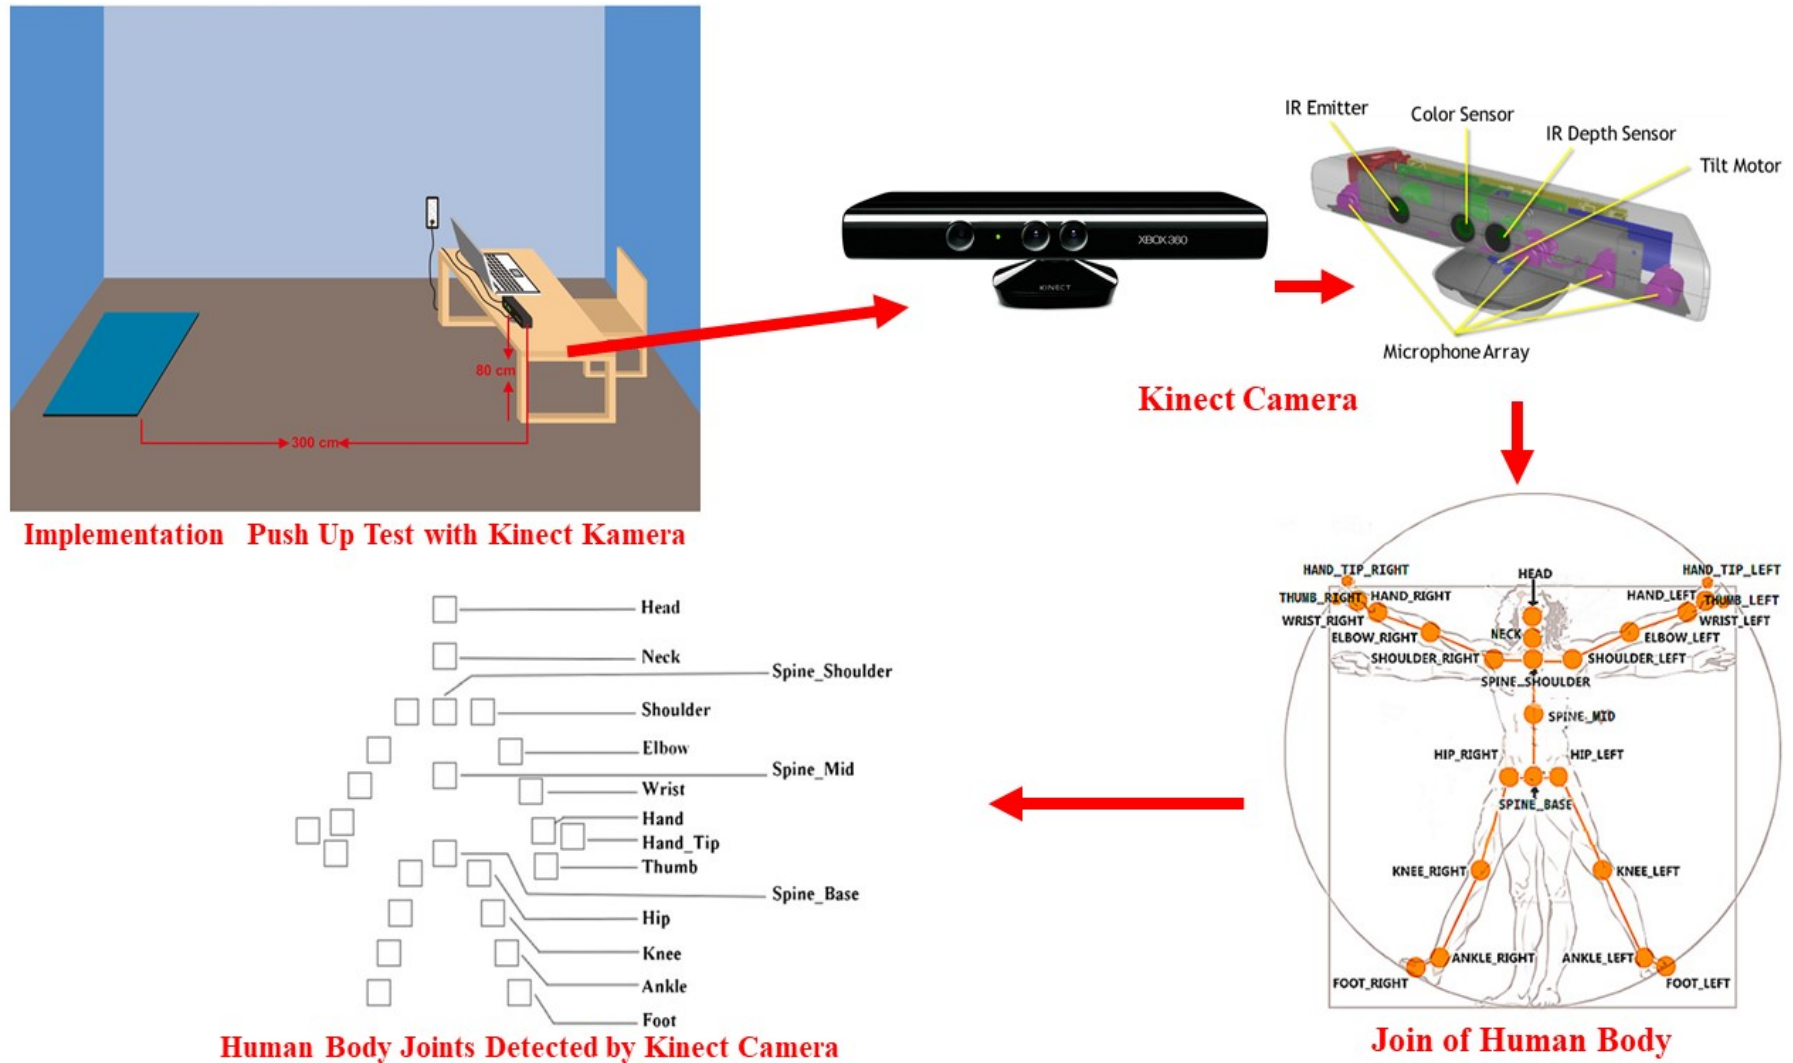 80 cm
300 cm
Implementation Push Up Test with Kinect Kamera
XBOX 360
KINECT
IR Emitter
Color Sensor
IR Depth Sensor
Tilt Motor
Microphone Array
Kinect Camera
HAND_TIP_RIGHT
HEAD
HAND_TIP_LEFT
THUMB_RIGHT
HAND_RIGHT
HAND_LEFT
THUMB_LEFT
WRIST_RIGHT
WRIST_LEFT
ELBOW_RIGHT
NECK
ELBOW_LEFT
SHOULDER_RIGHT
SHOULDER_LEFT
SPINE_SHOULDER
SPINE_MID
HIP_RIGHT
HIP_LEFT
SPINE_BASE
KNEE_RIGHT
KNEE_LEFT
ANKLE_RIGHT
ANKLE_LEFT
FOOT_RIGHT
FOOT_LEFT
Join of Human Body
Head
Neck
Spine_Shoulder
Shoulder
Elbow
Spine_Mid
Wrist
Hand
Hand_Tip
Thumb
Spine_Base
Hip
Knee
Ankle
Foot
Human Body Joints Detected by Kinect Camera